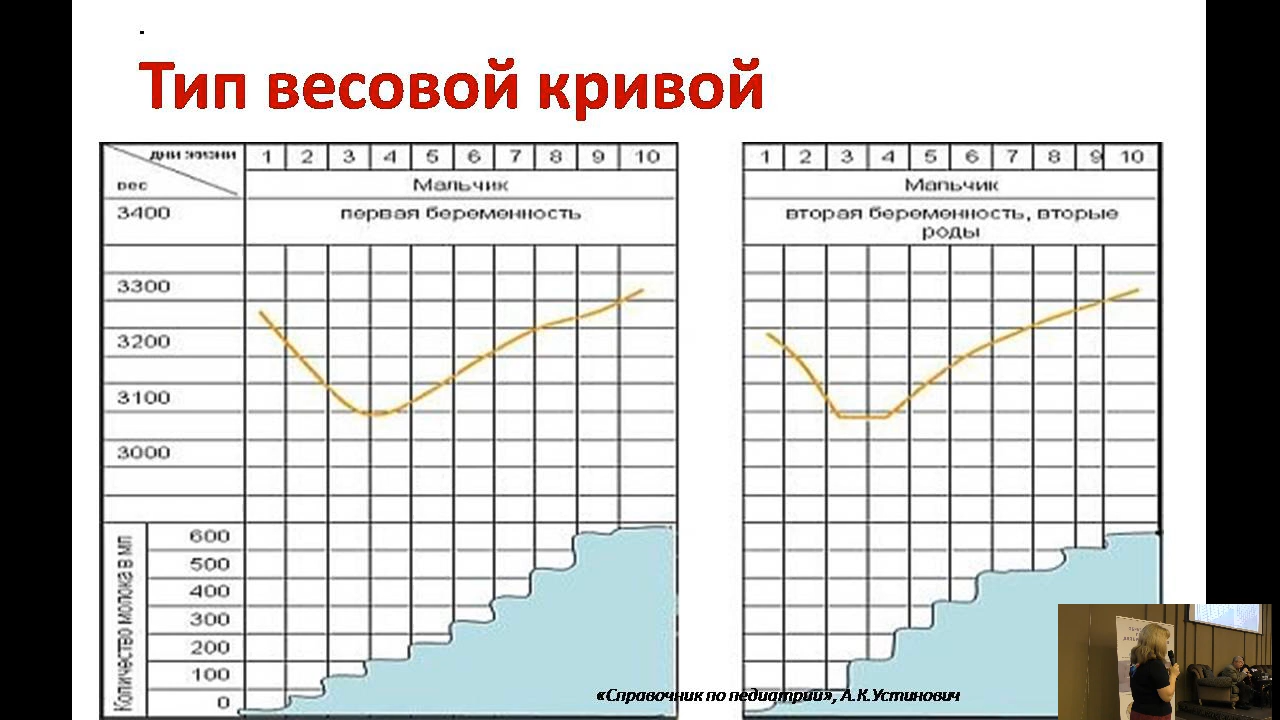 .
Тип весовой кривой
дни жизни
вес
1 2 3 4 5 6 7 8 9 10
Мальчик
первая беременность
3400
3300
3200
3100
3000
Количество молока в мл
600
500
400
300
200
100
0
1 2 3 4 5 6 7 8 9 10
Мальчик
вторая беременность, вторые
роды
«Справочник по педиатрии», А.К.Устинович